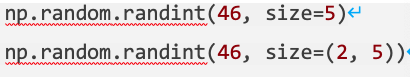 np.random.randint(46, size=5)↵
np.random.randint(46, size=(2, 5))↵